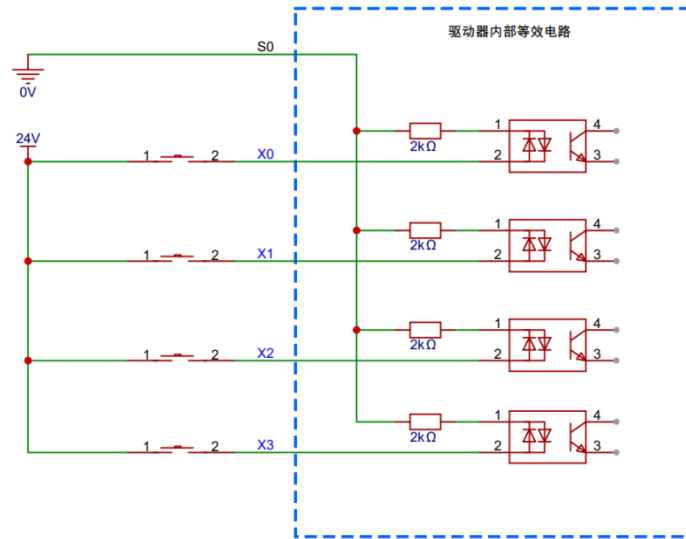 驱动器内部等效电路
S0
0V
24V
1 2 X0 2kΩ 1 2 4 3
1 2 X1 2kΩ 1 2 4 3
1 2 X2 2kΩ 1 2 4 3
1 2 X3 2kΩ 1 2 4 3